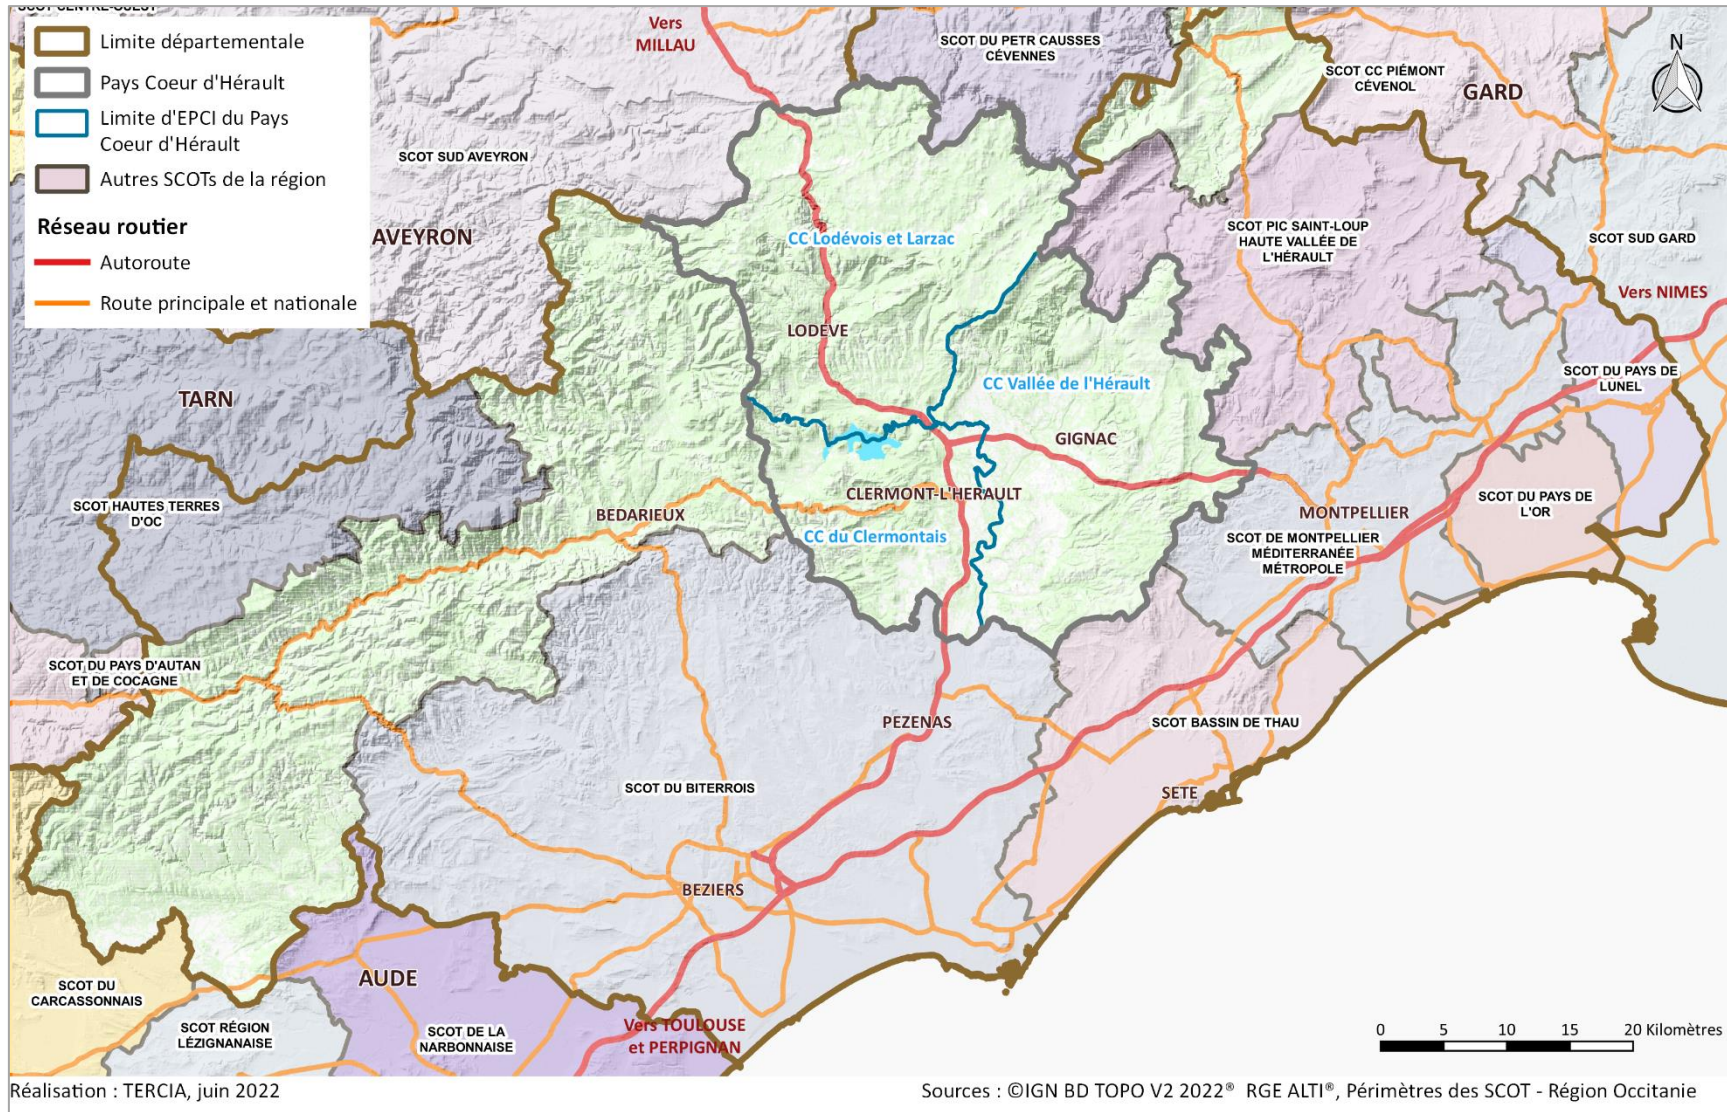 SCOT CENTRE-OUEST
Limite départementale
Pays Coeur d'Hérault
Limite d'EPCI du Pays
Coeur d'Hérault
Autres SCOTs de la région
Réseau routier
Autoroute
Route principale et nationale
Vers
MILLAU
SCOT DU PETR CAUSSES
CÉVENNES
SCOT CC PIÉMONT
CÉVENOL
GARD
N
SCOT SUD AVEYRON
AVEYRON
CC Lodévois et Larzac
SCOT PIC SAINT-LOUP
HAUTE VALLÉE DE
L'HÉRAULT
SCOT SUD GARD
Vers NIMES
LODEVE
CC Vallée de l'Hérault
SCOT DU PAYS DE
LUNEL
TARN
GIGNAC
SCOT HAUTES TERRES
D'OC
BEDARIEUX
CLERMONT-L'HERAULT
CC du Clermontais
MONTPELLIER
SCOT DE MONTPELLIER
MÉDITERRANÉE
MÉTROPOLE
SCOT DU PAYS DE
L'OR
SCOT DU PAYS D'AUTAN
ET DE COCAGNE
PEZENAS
SCOT BASSIN DE THAU
SCOT DU BITERROIS
SETE
BEZIERS
AUDE
SCOT DU
CARCASSONNAIS
SCOT RÉGION
LÉZIGNANAISE
SCOT DE LA
NARBONNAISE
Vers TOULOUSE
et PERPIGNAN
0 5 10 15 20 Kilomètres
Réalisation : TERCIA, juin 2022
Sources : ©IGN BD TOPO V2 2022® RGE ALTI®, Périmètres des SCOT - Région Occitanie